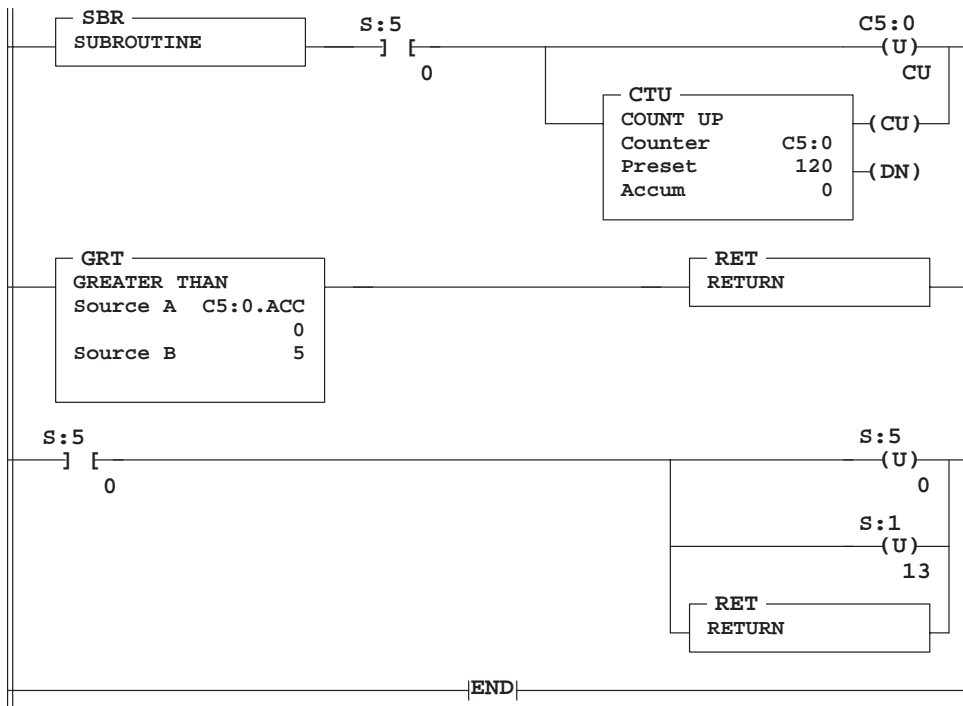 SBR
SUBROUTINE
S:5
] [
0
C5:0
(U)
CU
CTU
COUNT UP
Counter C5:0
Preset 120
Accum 0
(CU)
(DN)
GRT
GREATER THAN
Source A C5:0.ACC
0
Source B 5
RET
RETURN
S:5
] [
0
S:5
(U)
0
S:1
(U)
13
RET
RETURN
END